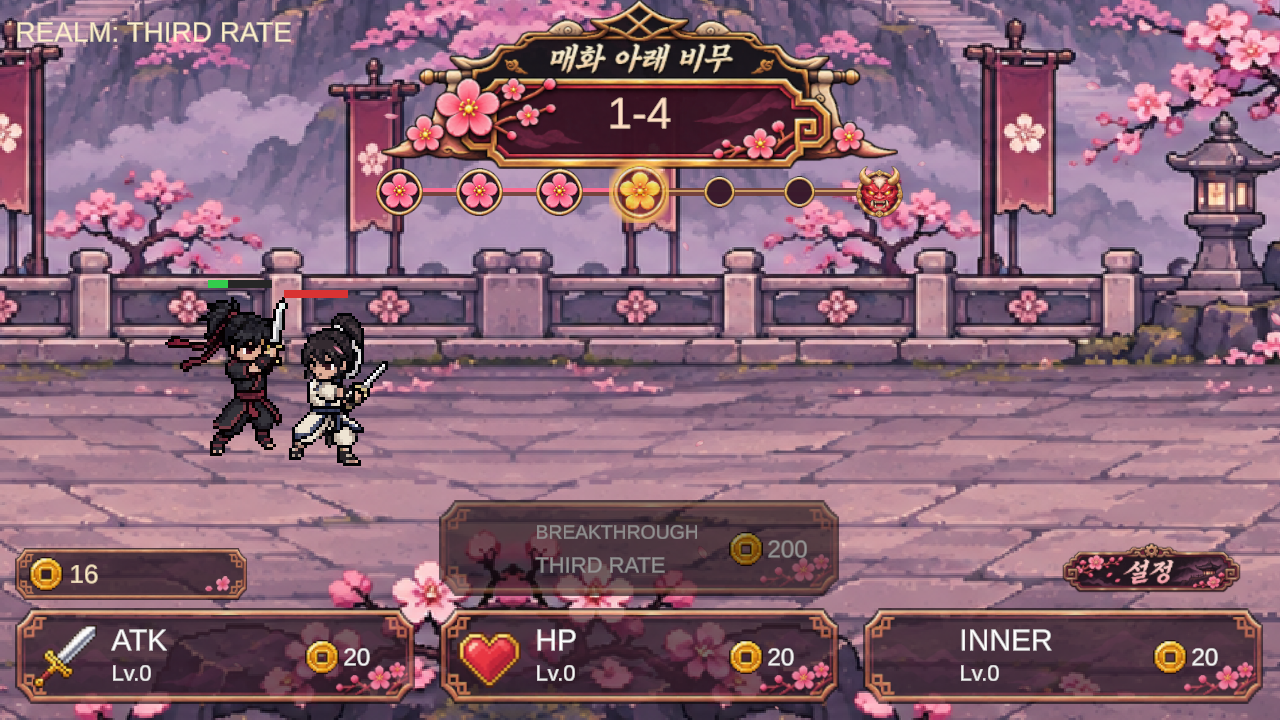 REALM: THIRD RATE
매화 아래 비무
1-4
BREAKTHROUGH
THIRD RATE
200
16
설정
ATK
Lv.0
20
HP
Lv.0
20
INNER
Lv.0
20